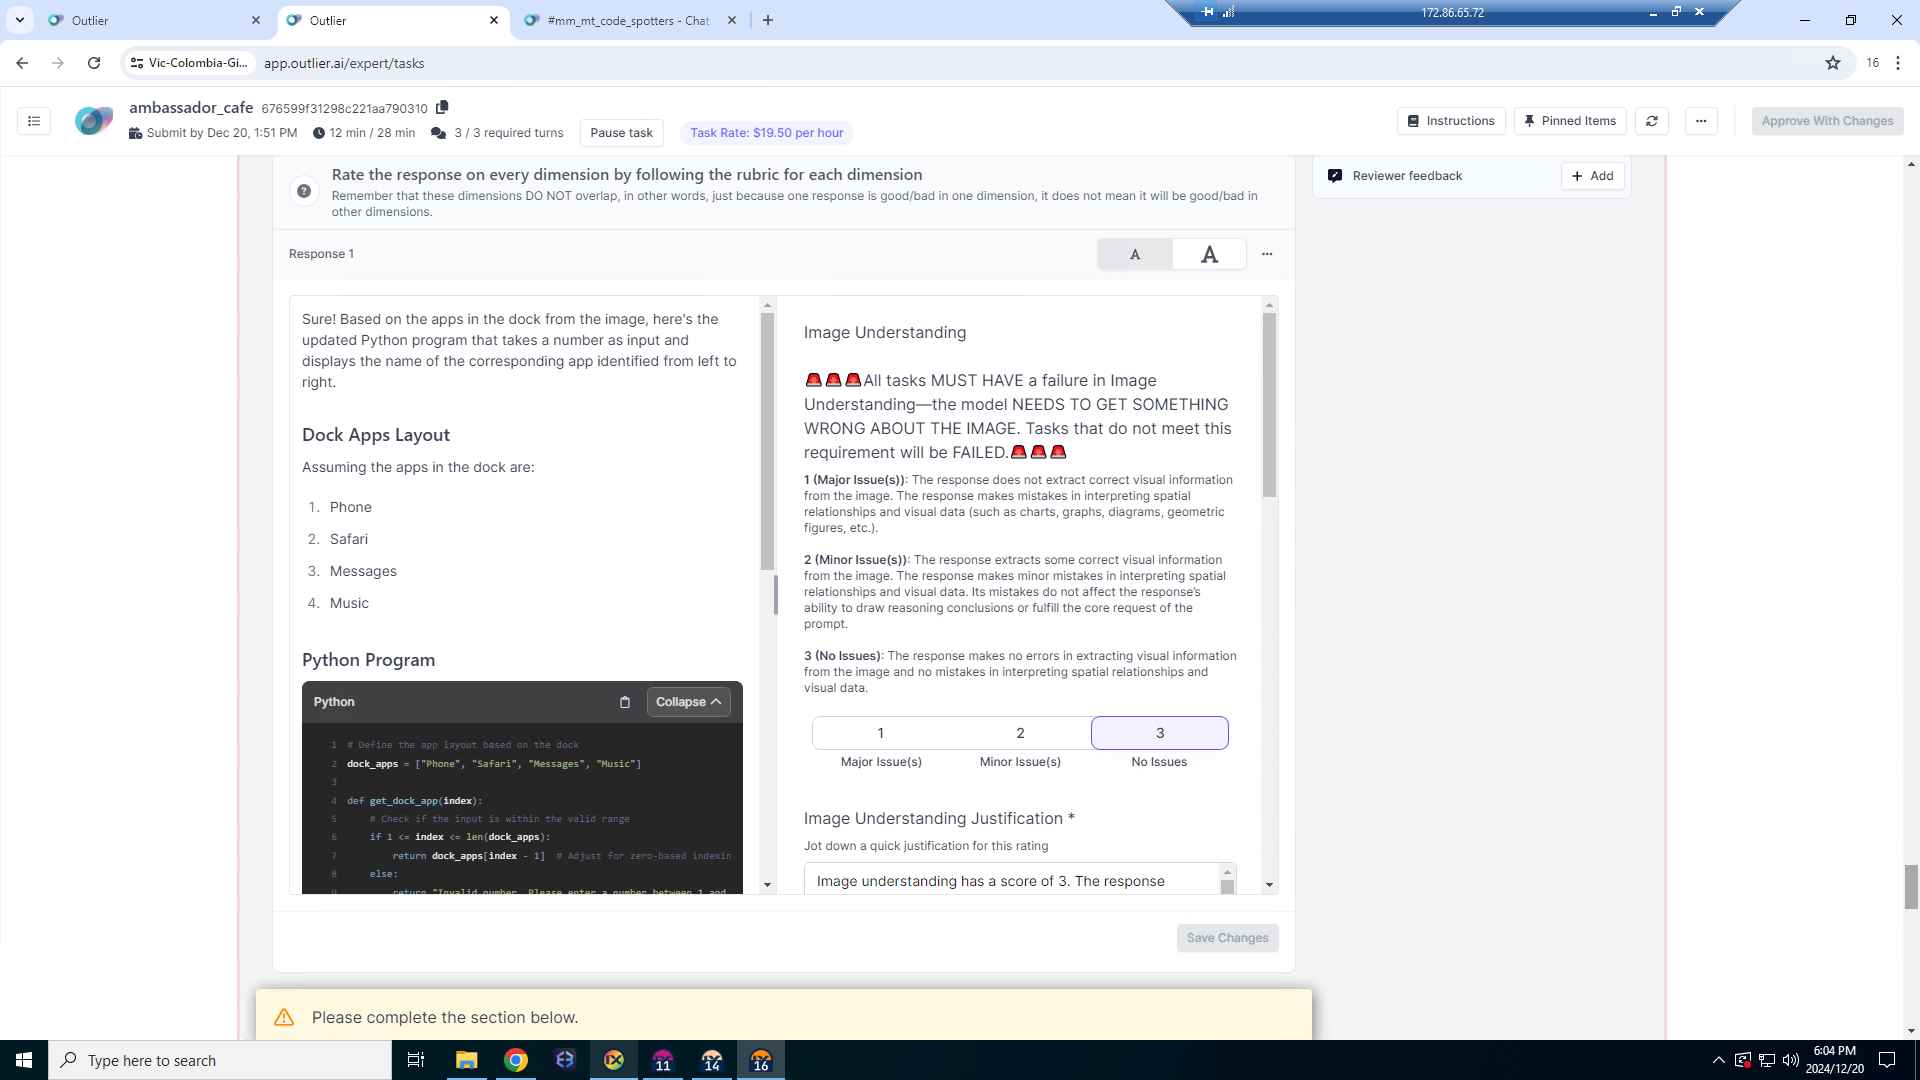 Outlier
Outlier
#mm_mt_code_spotters - Chat
172.86.65.72
Vic-Colombia-Gi...
app.outlier.ai/expert/tasks
16
ambassador_cafe 676599f31298c221aa790310
Submit by Dec 20, 1:51 PM
12 min / 28 min
3 / 3 required turns
Pause task
Task Rate: $19.50 per hour
Instructions
Pinned Items
Approve With Changes
Rate the response on every dimension by following the rubric for each dimension
Remember that these dimensions DO NOT overlap, in other words, just because one response is good/bad in one dimension, it does not mean it will be good/bad in
other dimensions.
Reviewer feedback
Add
Response 1
A
A
Sure! Based on the apps in the dock from the image, here's the
updated Python program that takes a number as input and
displays the name of the corresponding app identified from left to
right.
Dock Apps Layout
Assuming the apps in the dock are:
1. Phone
2. Safari
3. Messages
4. Music
Python Program
Python
Collapse
1 # Define the app layout based on the dock
2 dock_apps = ["Phone", "Safari", "Messages", "Music"]
3
4 def get_dock_app(index):
5 # Check if the input is within the valid range
6 if 1 <= index <= len(dock_apps):
7 return dock_apps[index - 1] # Adjust for zero-based indexin
8 else:
9 return "Invalid number. Please enter a number between 1 and
Image Understanding
🚨🚨🚨All tasks MUST HAVE a failure in Image
Understanding—the model NEEDS TO GET SOMETHING
WRONG ABOUT THE IMAGE. Tasks that do not meet this
requirement will be FAILED.🚨🚨🚨
1 (Major Issue(s)): The response does not extract correct visual information
from the image. The response makes mistakes in interpreting spatial
relationships and visual data (such as charts, graphs, diagrams, geometric
figures, etc.).
2 (Minor Issue(s)): The response extracts some correct visual information
from the image. The response makes minor mistakes in interpreting spatial
relationships and visual data. Its mistakes do not affect the response's
ability to draw reasoning conclusions or fulfill the core request of the
prompt.
3 (No Issues): The response makes no errors in extracting visual information
from the image and no mistakes in interpreting spatial relationships and
visual data.
1
2
3
Major Issue(s)
Minor Issue(s)
No Issues
Image Understanding Justification *
Jot down a quick justification for this rating
Image understanding has a score of 3. The response
Save Changes
Please complete the section below.
Type here to search
11
14
16
6:04 PM
2024/12/20